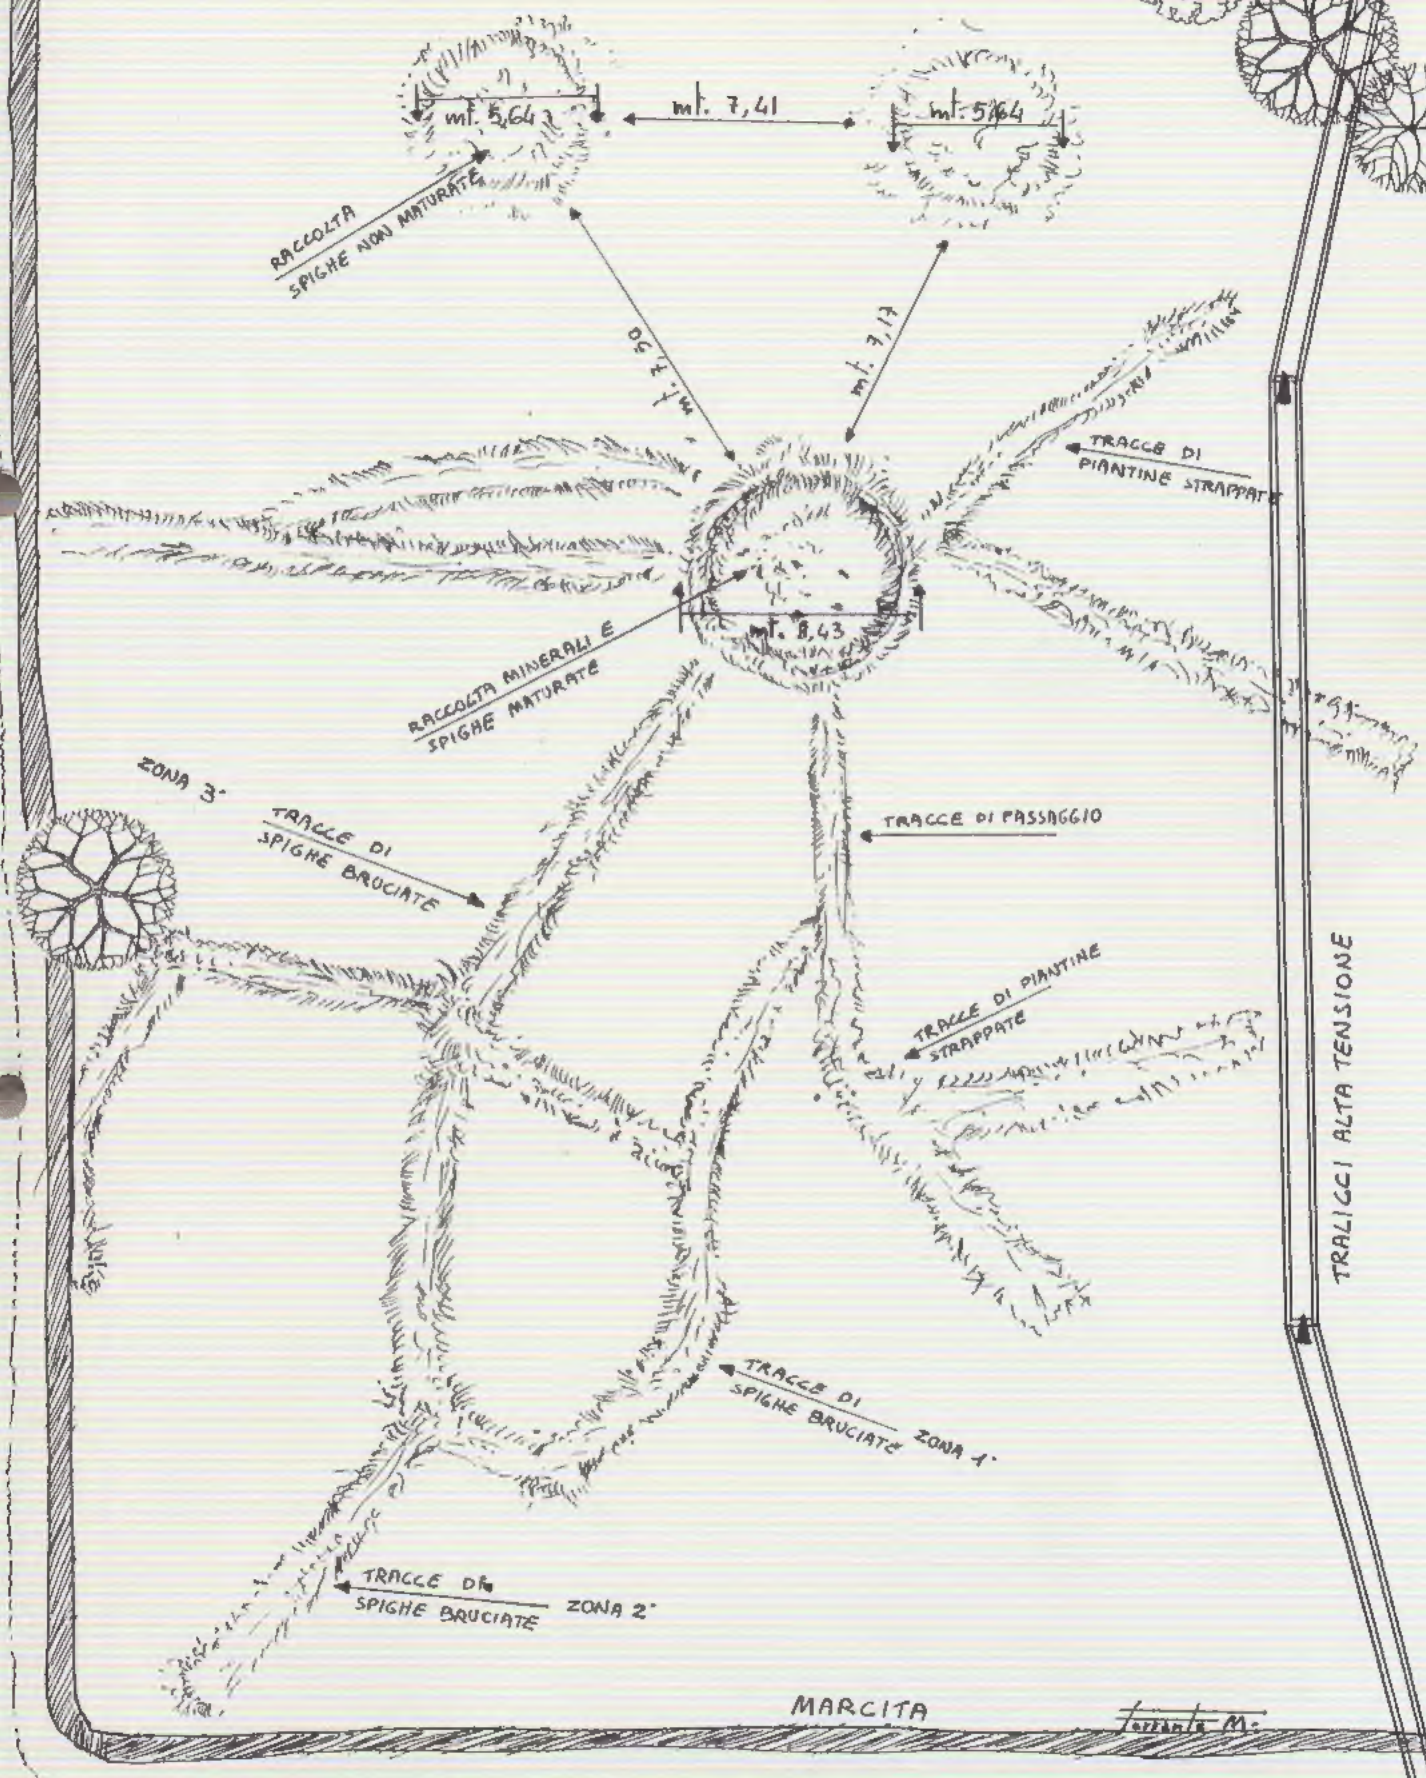 mt. 5,64
mt. 7,41
mt. 5,64
RACCOLTA
SPIGHE NON MATURATE
mt. 7,50
mt. 7,17
TRACCE DI
PIANTINE STRAPPATE
mt. 8,43
RACCOLTA MINERALI E
SPIGHE MATURATE
ZONA 3°
TRACCE DI
SPIGHE BRUCIATE
TRACCE DI PASSAGGIO
TRACCE DI PIANTINE
STRAPPATE
TRALICCI ALTA TENSIONE
TRACCE DI
SPIGHE BRUCIATE ZONA 1°
TRACCE DI
SPIGHE BRUCIATE ZONA 2°
MARCITA